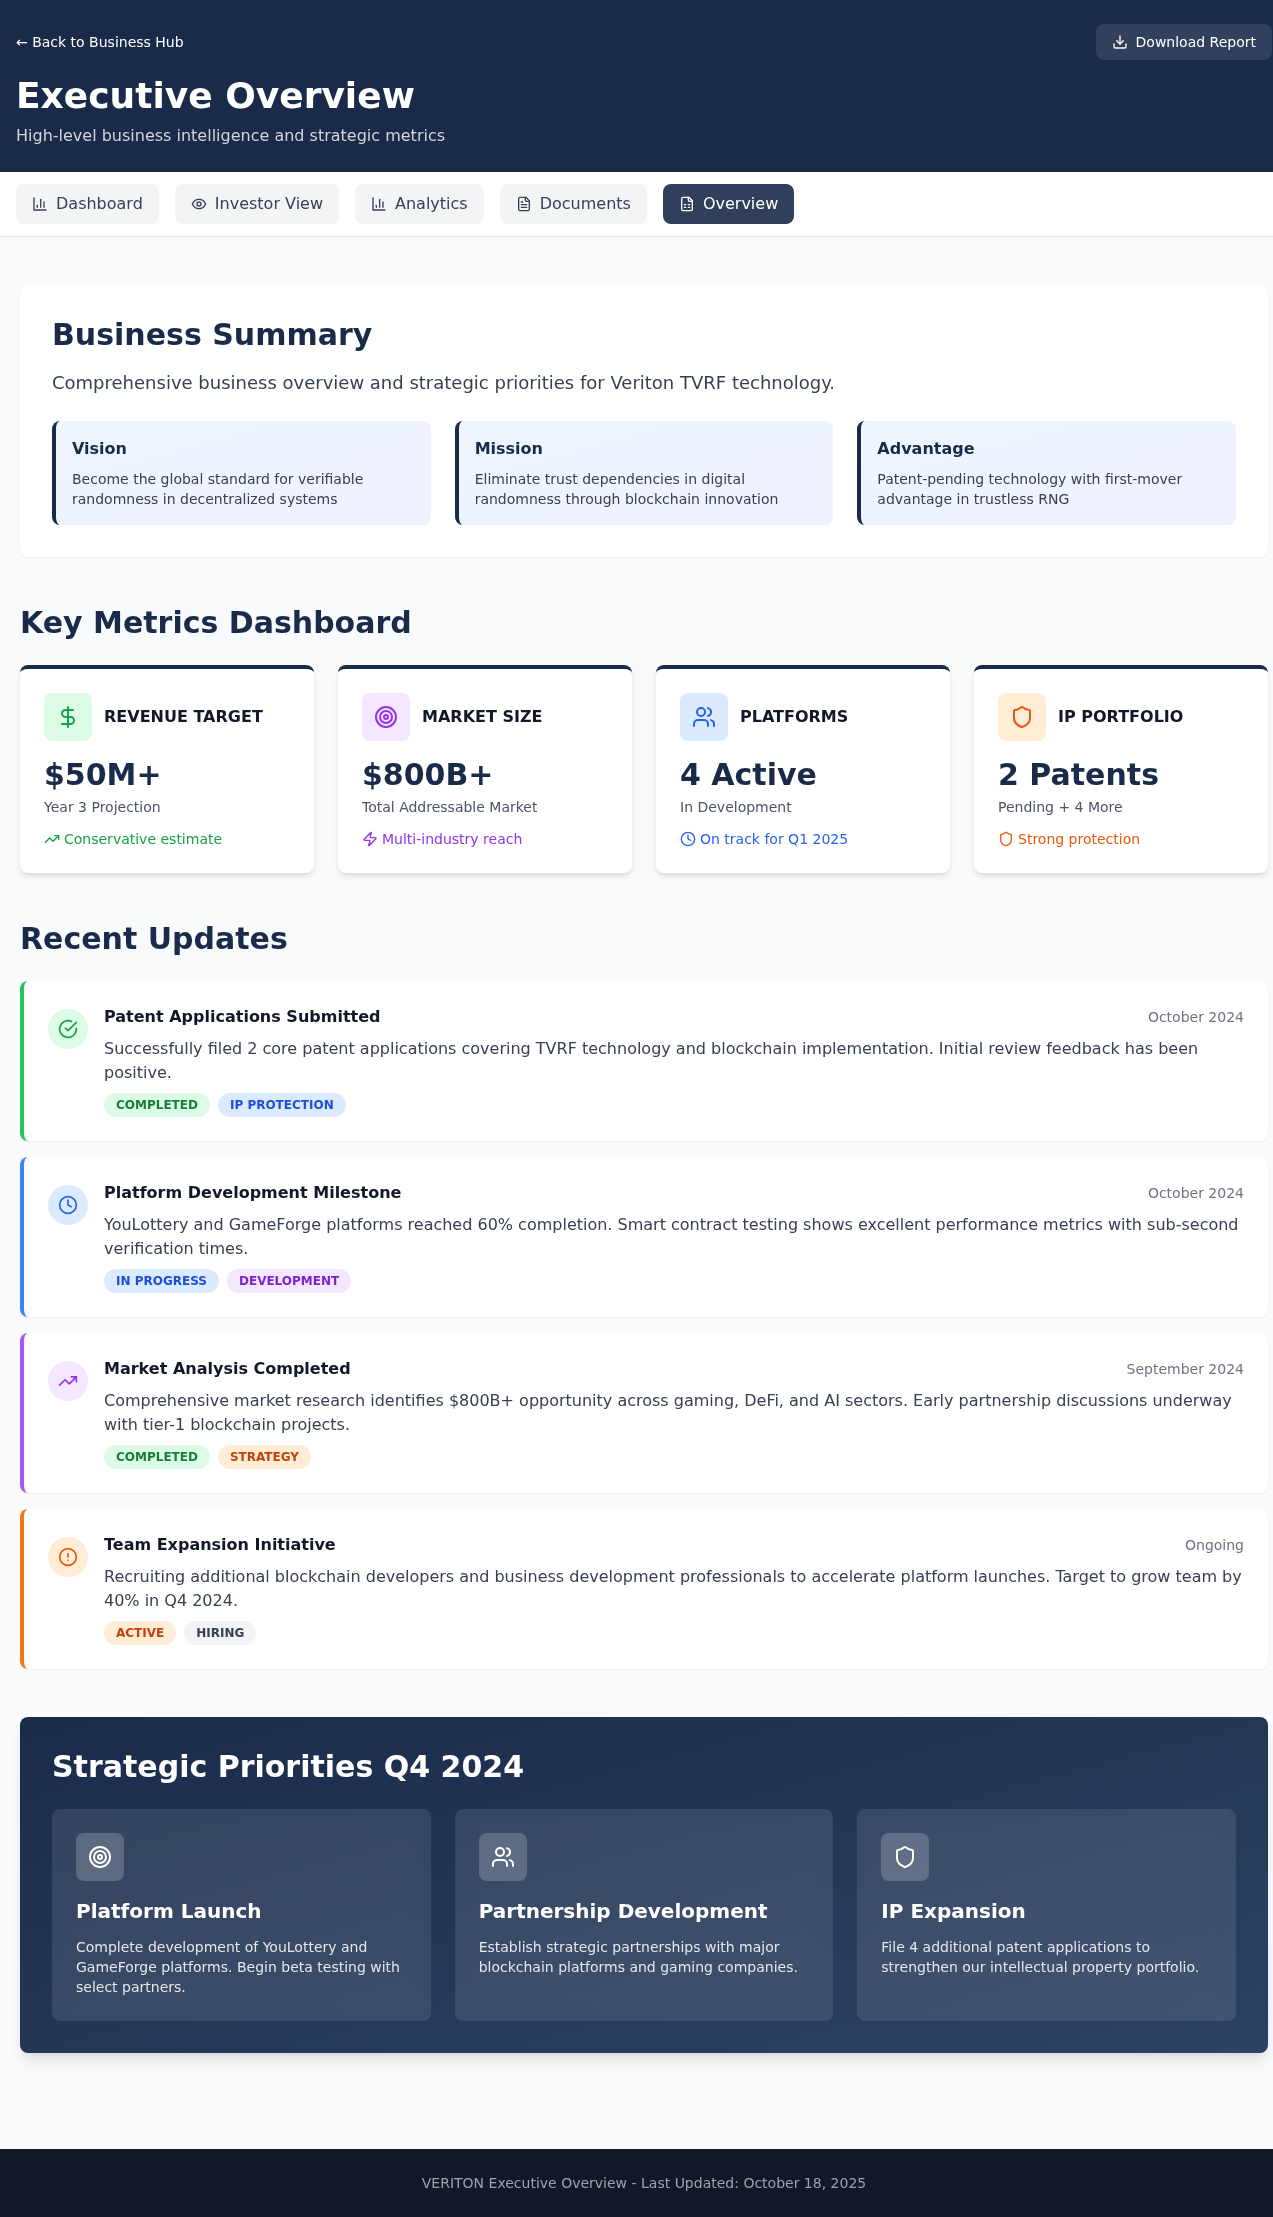 ← Back to Business Hub
Download Report
Executive Overview
High-level business intelligence and strategic metrics
Dashboard
Investor View
Analytics
Documents
Overview
Business Summary
Comprehensive business overview and strategic priorities for Veriton TVRF technology.
Vision
Become the global standard for verifiable
randomness in decentralized systems
Mission
Eliminate trust dependencies in digital
randomness through blockchain innovation
Advantage
Patent-pending technology with first-mover
advantage in trustless RNG
Key Metrics Dashboard
REVENUE TARGET
$50M+
Year 3 Projection
Conservative estimate
MARKET SIZE
$800B+
Total Addressable Market
Multi-industry reach
PLATFORMS
4 Active
In Development
On track for Q1 2025
IP PORTFOLIO
2 Patents
Pending + 4 More
Strong protection
Recent Updates
Patent Applications Submitted
October 2024
Successfully filed 2 core patent applications covering TVRF technology and blockchain implementation. Initial review feedback has been
positive.
COMPLETED
IP PROTECTION
Platform Development Milestone
October 2024
YouLottery and GameForge platforms reached 60% completion. Smart contract testing shows excellent performance metrics with sub-second
verification times.
IN PROGRESS
DEVELOPMENT
Market Analysis Completed
September 2024
Comprehensive market research identifies $800B+ opportunity across gaming, DeFi, and AI sectors. Early partnership discussions underway
with tier-1 blockchain projects.
COMPLETED
STRATEGY
Team Expansion Initiative
Ongoing
Recruiting additional blockchain developers and business development professionals to accelerate platform launches. Target to grow team by
40% in Q4 2024.
ACTIVE
HIRING
Strategic Priorities Q4 2024
Platform Launch
Complete development of YouLottery and
GameForge platforms. Begin beta testing with
select partners.
Partnership Development
Establish strategic partnerships with major
blockchain platforms and gaming companies.
IP Expansion
File 4 additional patent applications to
strengthen our intellectual property portfolio.
VERITON Executive Overview - Last Updated: October 18, 2025